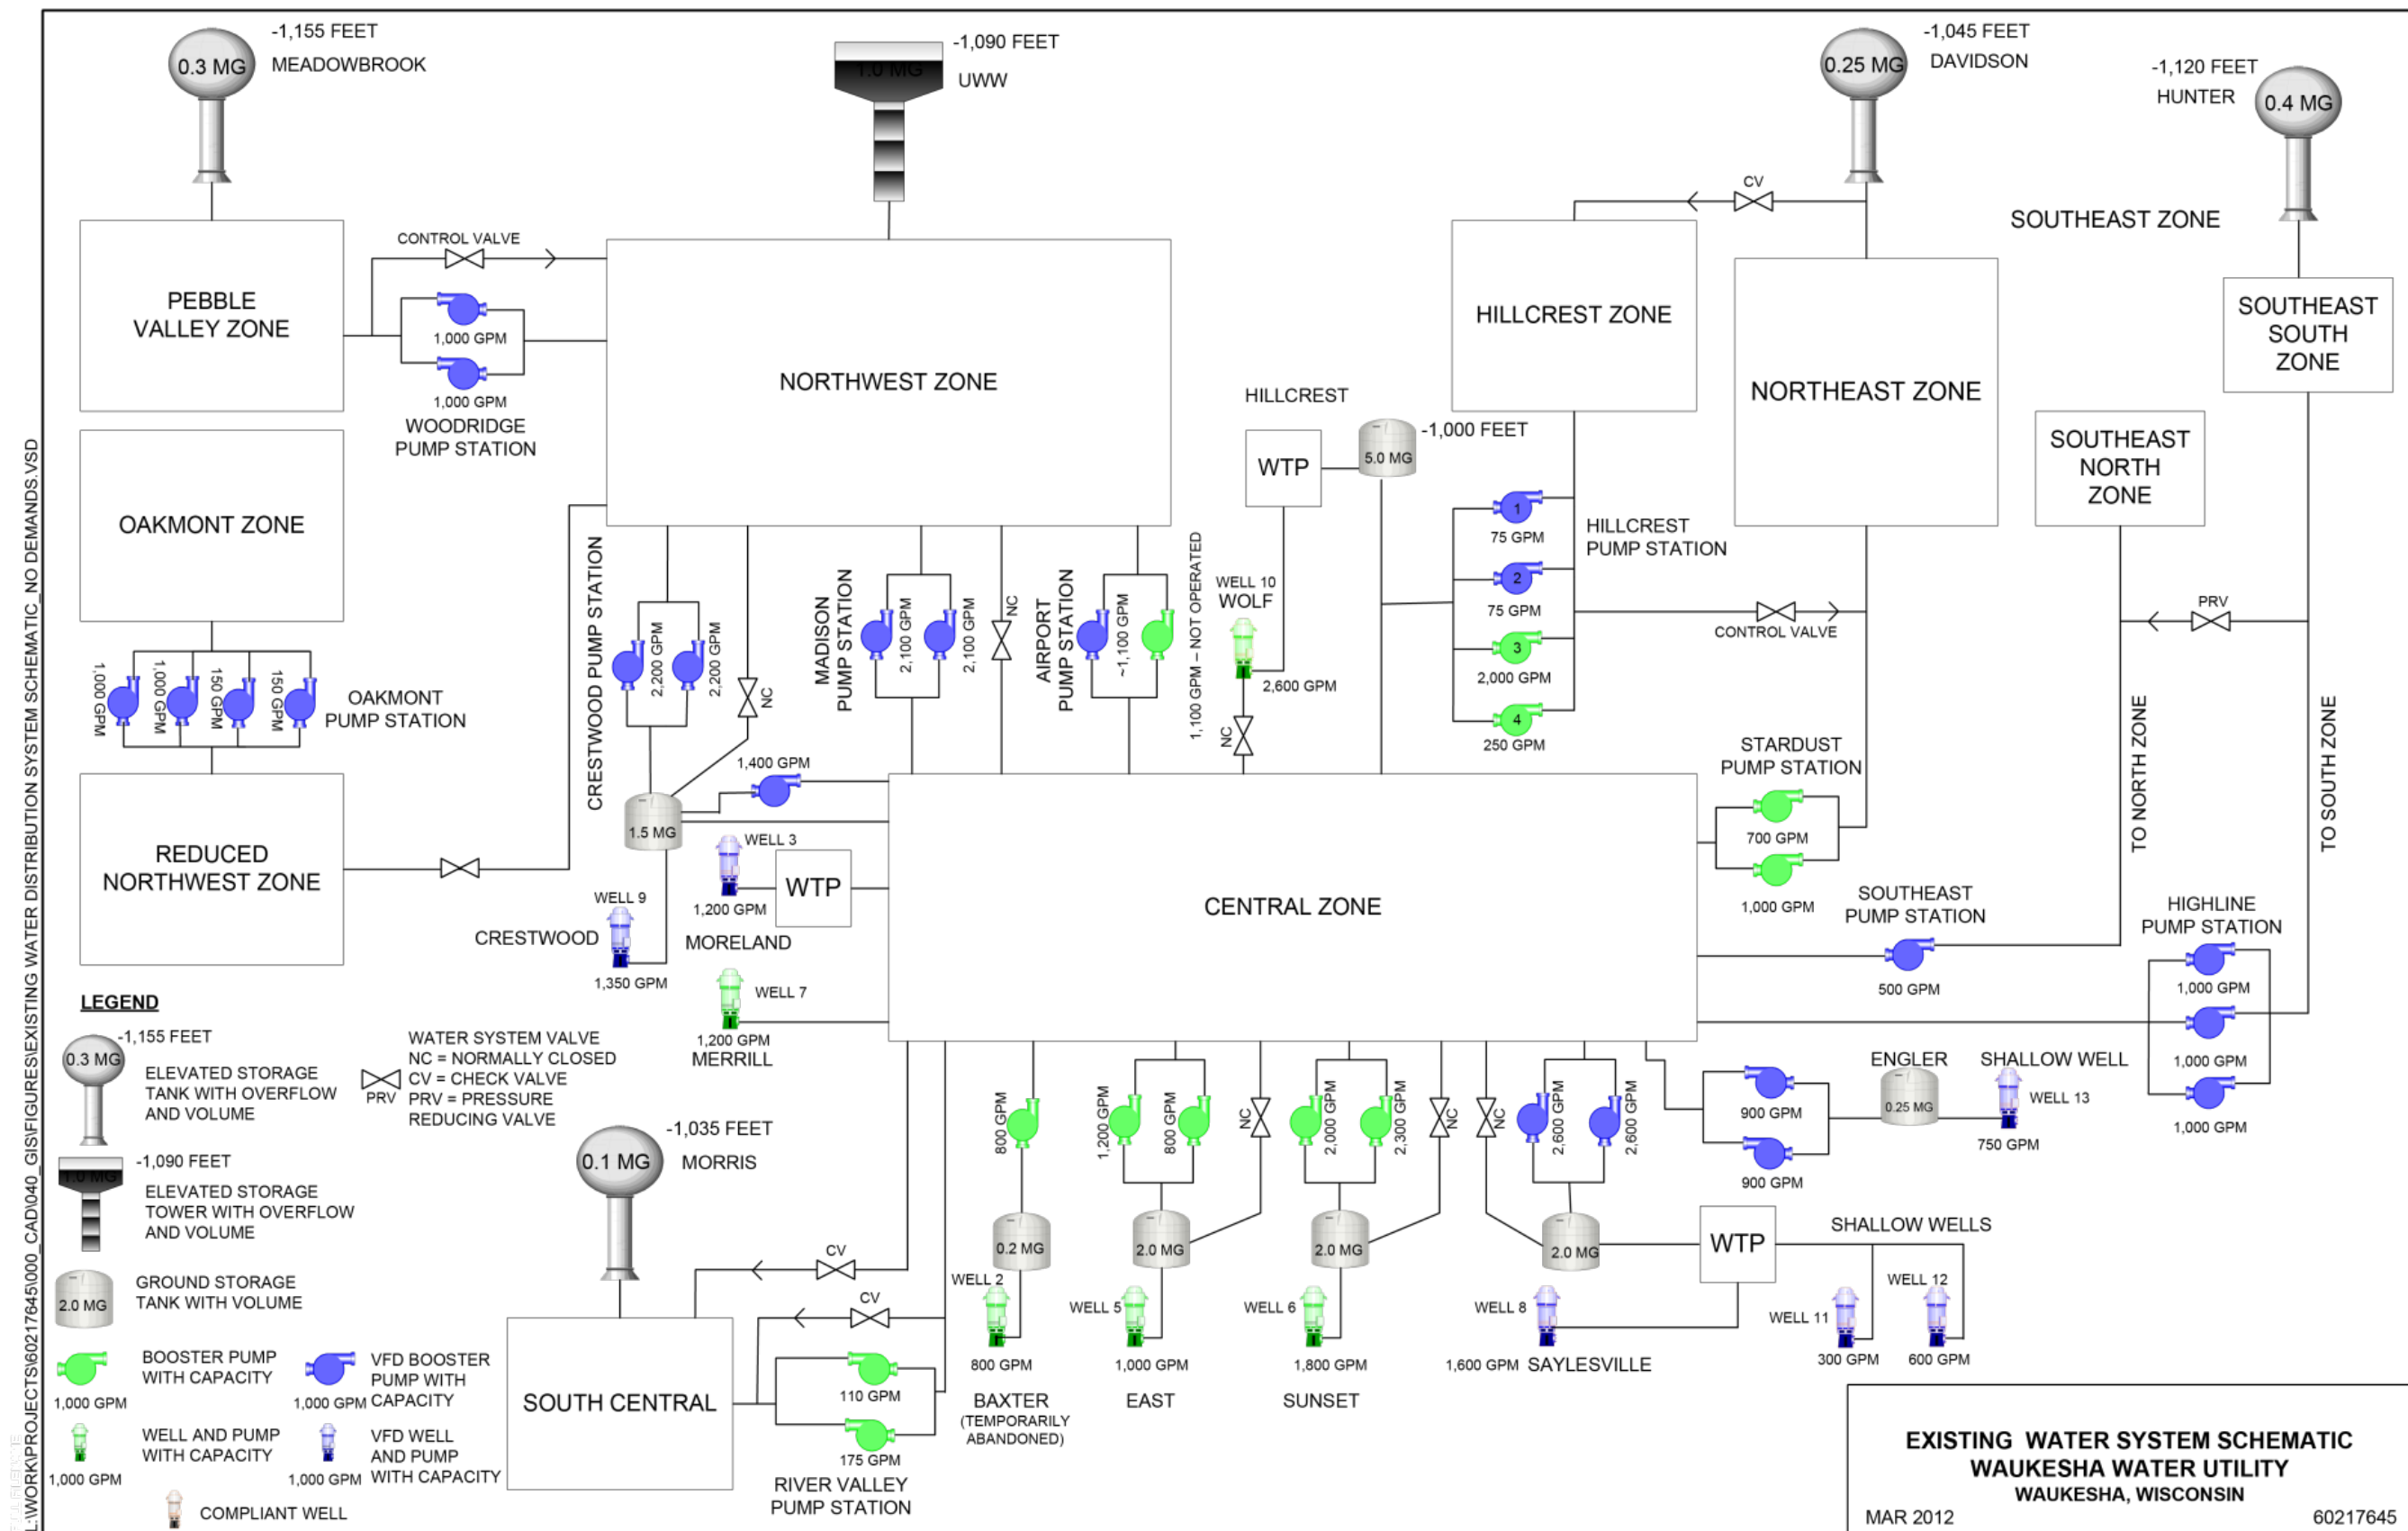 -1,155 FEET
MEADOWBROOK
0.3 MG
-1,090 FEET
UWW
1.0 MG
-1,045 FEET
DAVIDSON
0.25 MG
-1,120 FEET
HUNTER
0.4 MG
CV
SOUTHEAST ZONE
CONTROL VALVE
PEBBLE
VALLEY ZONE
1,000 GPM
1,000 GPM
WOODRIDGE
PUMP STATION
NORTHWEST ZONE
HILLCREST ZONE
NORTHEAST ZONE
SOUTHEAST
SOUTH
ZONE
SOUTHEAST
NORTH
ZONE
HILLCREST
WTP
5.0 MG
-1,000 FEET
OAKMONT ZONE
1,000 GPM
1,000 GPM
150 GPM
150 GPM
OAKMONT
PUMP STATION
CRESTWOOD PUMP STATION
2,200 GPM
2,200 GPM
NC
MADISON
PUMP STATION
2,100 GPM
2,100 GPM
NC
AIRPORT
PUMP STATION
~1,100 GPM
1,100 GPM – NOT OPERATED
WELL 10
WOLF
2,600 GPM
NC
1
75 GPM
2
75 GPM
3
2,000 GPM
4
250 GPM
HILLCREST
PUMP STATION
CONTROL VALVE
PRV
TO NORTH ZONE
TO SOUTH ZONE
STARDUST
PUMP STATION
700 GPM
1,000 GPM
REDUCED
NORTHWEST ZONE
1,400 GPM
1.5 MG
WELL 3
WTP
1,200 GPM
MORELAND
WELL 9
CRESTWOOD
1,350 GPM
WELL 7
1,200 GPM
MERRILL
CENTRAL ZONE
SOUTHEAST
PUMP STATION
500 GPM
HIGHLINE
PUMP STATION
1,000 GPM
1,000 GPM
1,000 GPM
LEGEND
-1,155 FEET
0.3 MG
ELEVATED STORAGE
TANK WITH OVERFLOW
AND VOLUME
PRV
WATER SYSTEM VALVE
NC = NORMALLY CLOSED
CV = CHECK VALVE
PRV = PRESSURE
REDUCING VALVE
-1,090 FEET
1.0 MG
ELEVATED STORAGE
TOWER WITH OVERFLOW
AND VOLUME
2.0 MG
GROUND STORAGE
TANK WITH VOLUME
BOOSTER PUMP
WITH CAPACITY
1,000 GPM
VFD BOOSTER
PUMP WITH
CAPACITY
1,000 GPM
WELL AND PUMP
WITH CAPACITY
1,000 GPM
VFD WELL
AND PUMP
WITH CAPACITY
1,000 GPM
COMPLIANT WELL
-1,035 FEET
MORRIS
0.1 MG
CV
CV
SOUTH CENTRAL
110 GPM
175 GPM
RIVER VALLEY
PUMP STATION
800 GPM
0.2 MG
WELL 2
800 GPM
BAXTER
(TEMPORARILY
ABANDONED)
1,200 GPM
800 GPM
NC
2.0 MG
WELL 5
1,000 GPM
EAST
2,000 GPM
2,300 GPM
NC
2.0 MG
WELL 6
1,800 GPM
SUNSET
NC
2,600 GPM
2,600 GPM
2.0 MG
WELL 8
1,600 GPM SAYLESVILLE
WTP
SHALLOW WELLS
WELL 11
300 GPM
WELL 12
600 GPM
900 GPM
900 GPM
ENGLER
0.25 MG
SHALLOW WELL
WELL 13
750 GPM
EXISTING WATER SYSTEM SCHEMATIC
WAUKESHA WATER UTILITY
WAUKESHA, WISCONSIN
MAR 2012
60217645
L:\WORK\PROJECTS\60217645\000_CAD\040_GIS\FIGURES\EXISTING WATER DISTRIBUTION SYSTEM SCHEMATIC_NO DEMANDS.VSD